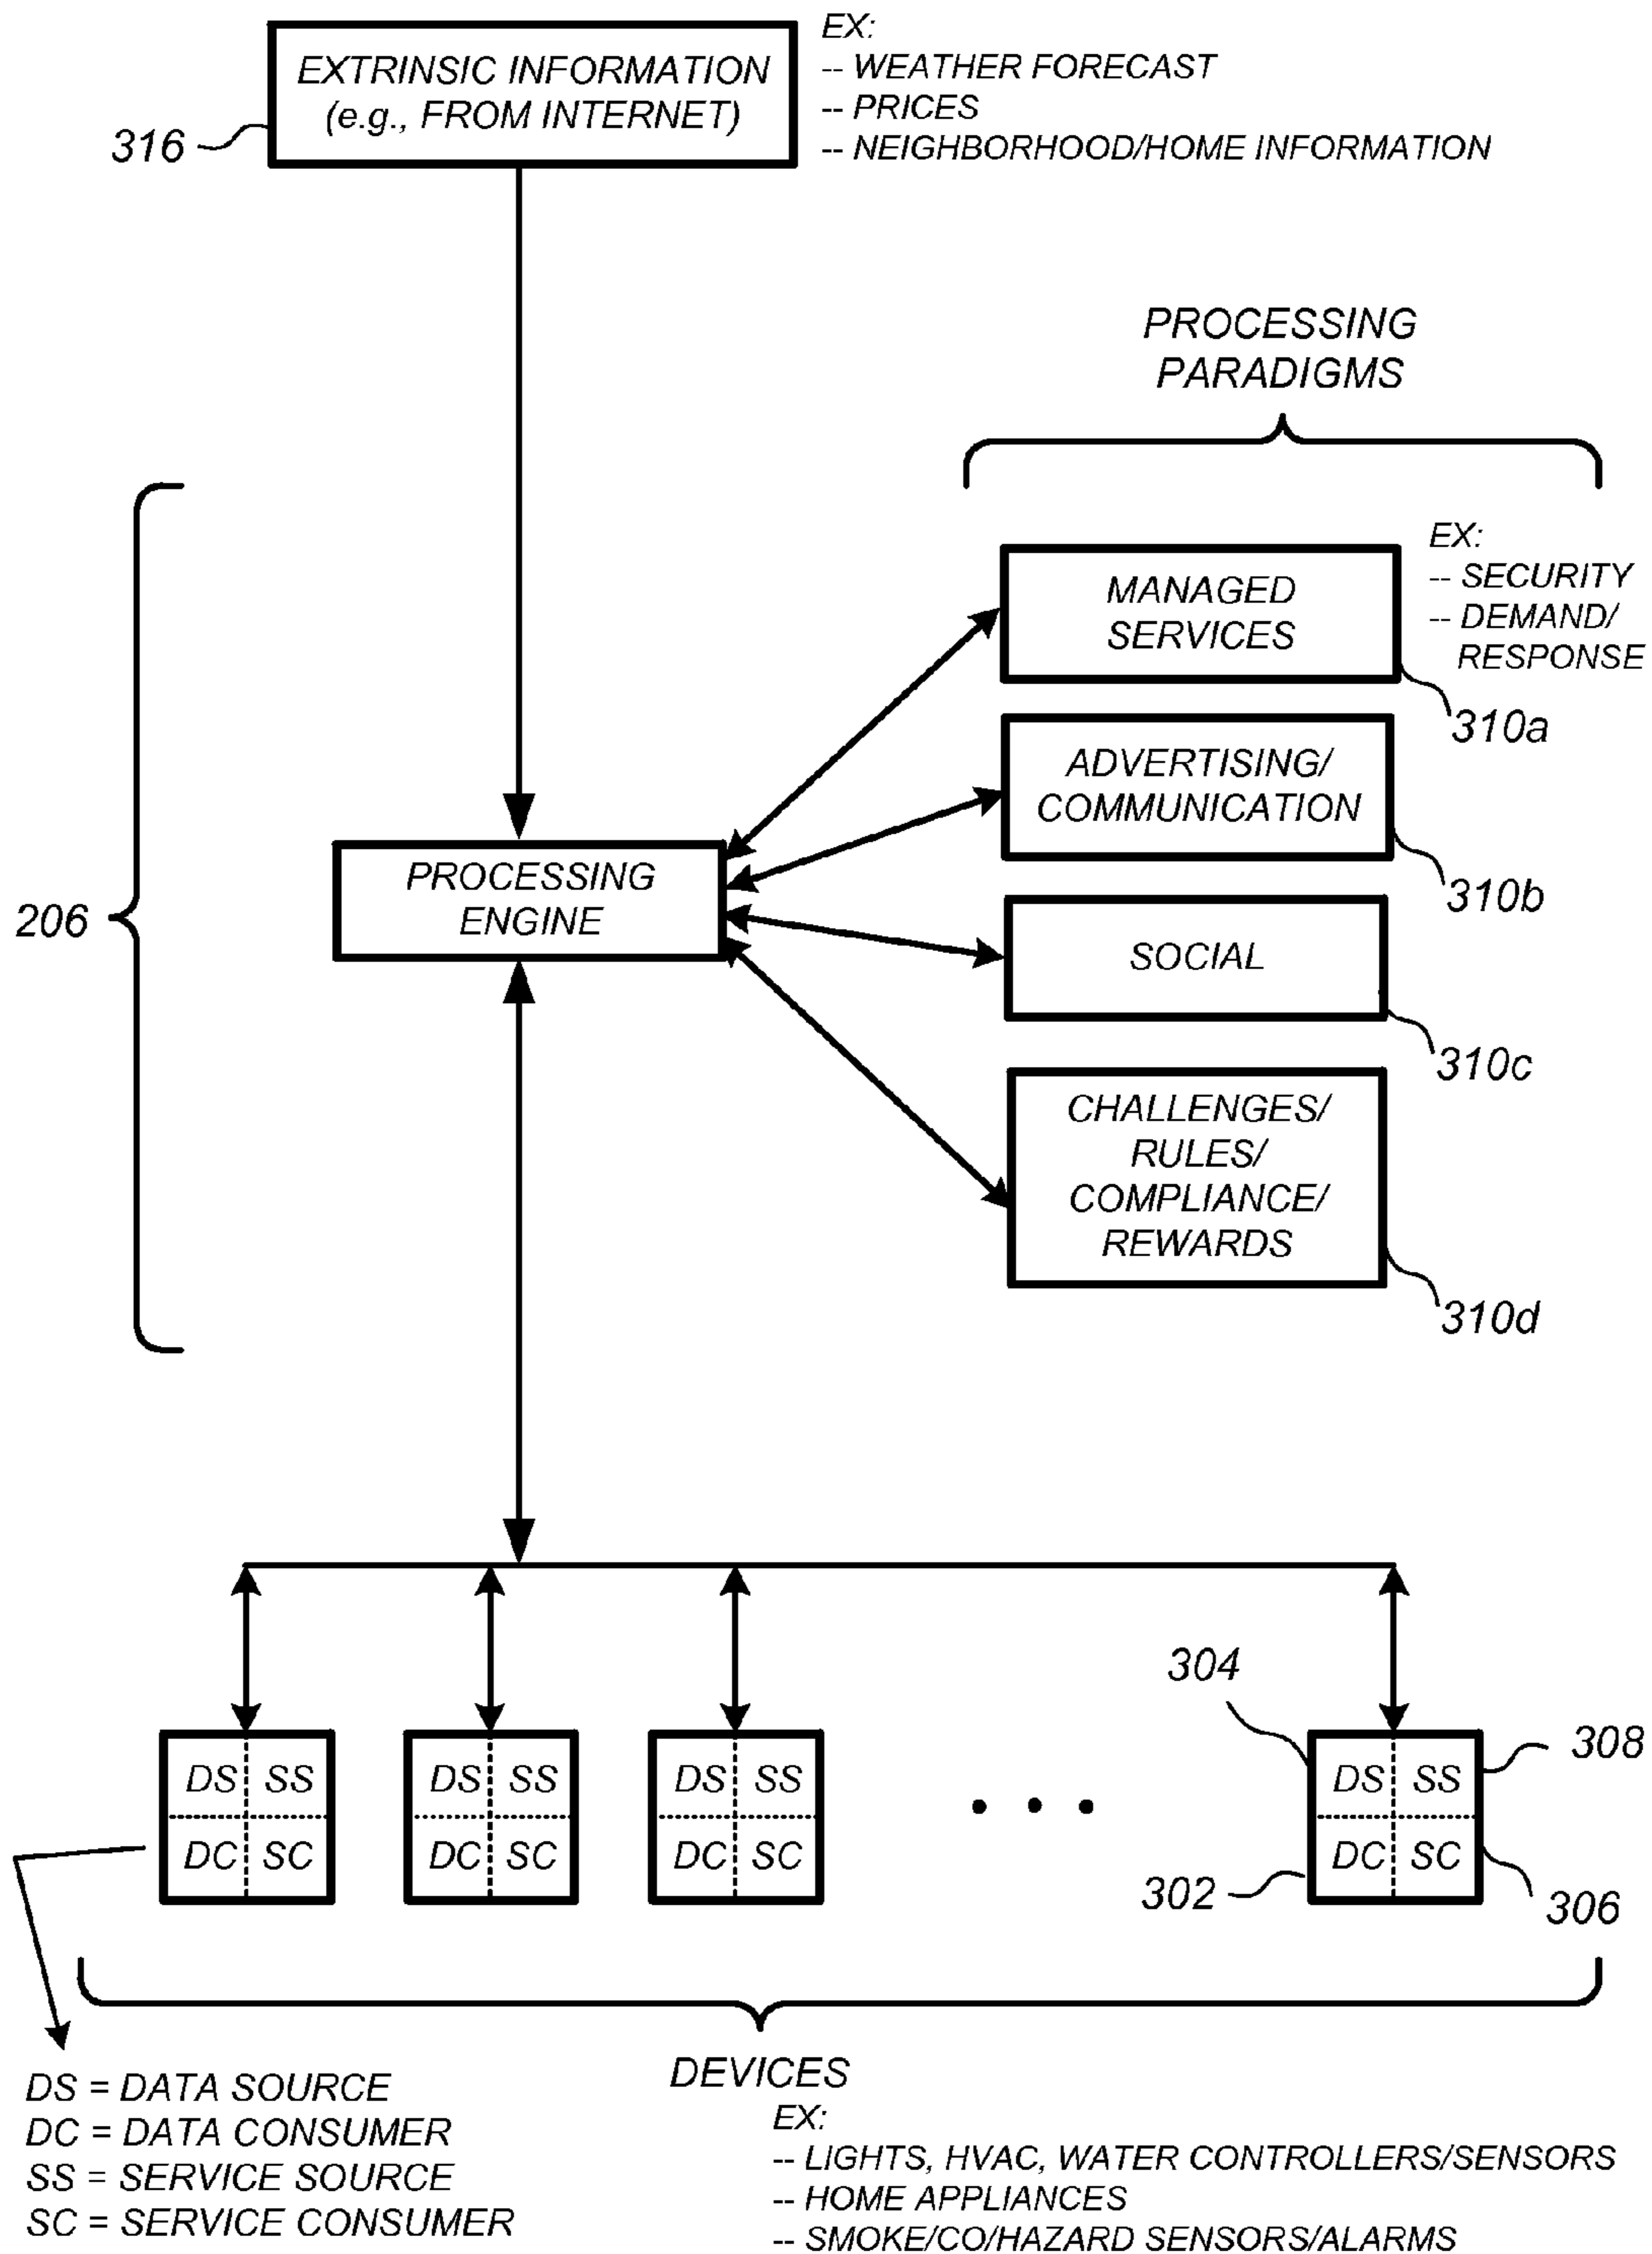 EXTRINSIC INFORMATION
(e.g., FROM INTERNET)
316
EX:
-- WEATHER FORECAST
-- PRICES
-- NEIGHBORHOOD/HOME INFORMATION
PROCESSING
PARADIGMS
206
PROCESSING
ENGINE
MANAGED
SERVICES
EX:
-- SECURITY
-- DEMAND/
RESPONSE
310a
ADVERTISING/
COMMUNICATION
310b
SOCIAL
310c
CHALLENGES/
RULES/
COMPLIANCE/
REWARDS
310d
DS SS
DC SC
DS SS
DC SC
DS SS
DC SC
• • •
304
308
DS SS
DC SC
302
306
DS = DATA SOURCE
DC = DATA CONSUMER
SS = SERVICE SOURCE
SC = SERVICE CONSUMER
DEVICES
EX:
-- LIGHTS, HVAC, WATER CONTROLLERS/SENSORS
-- HOME APPLIANCES
-- SMOKE/CO/HAZARD SENSORS/ALARMS